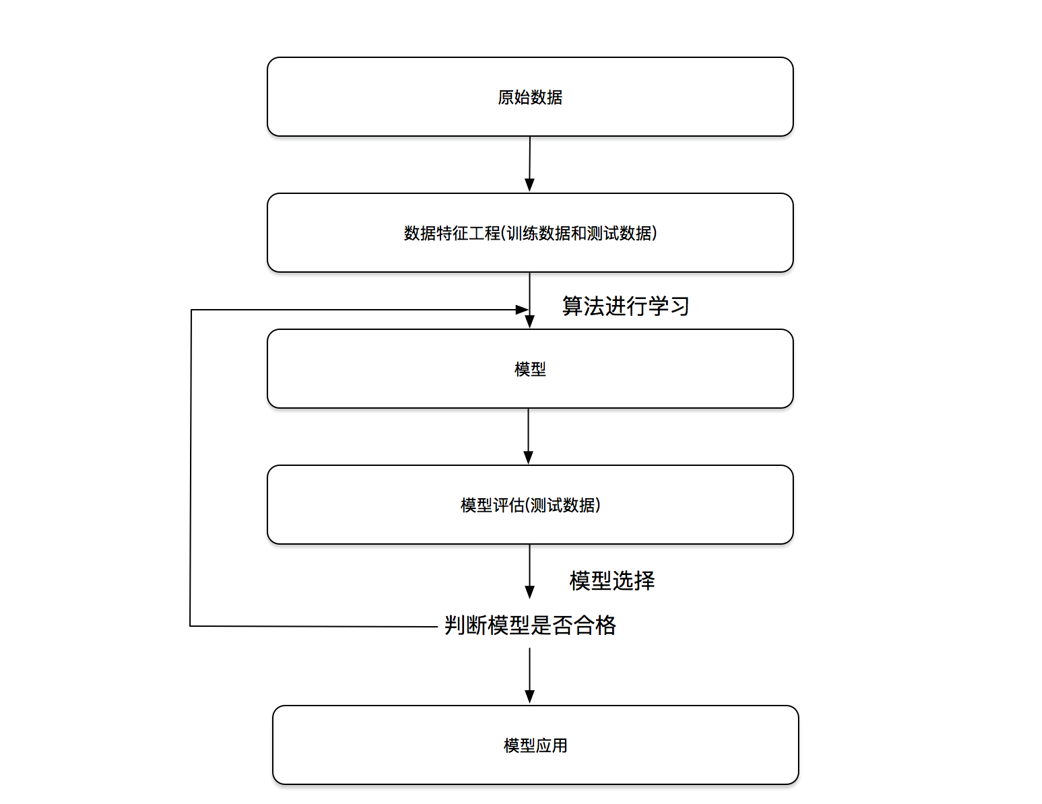 原始数据
数据特征工程(训练数据和测试数据)
算法进行学习
模型
模型评估(测试数据)
模型选择
判断模型是否合格
模型应用